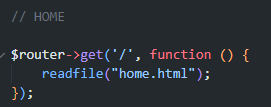 // HOME
$router->get('/', function () {
readfile("home.html");
});